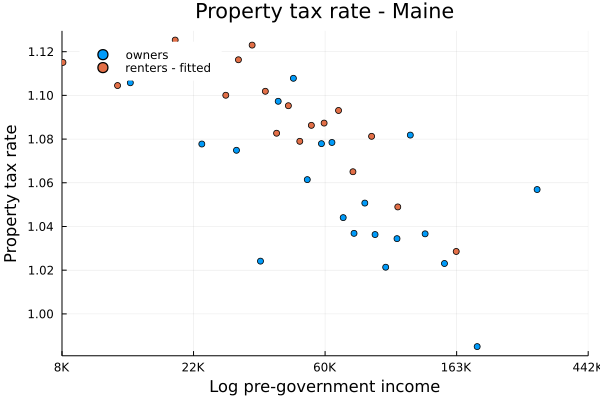 Property tax rate - Maine
owners
renters - fitted
Property tax rate
1.12
1.10
1.08
1.06
1.04
1.02
1.00
8K 22K 60K 163K 442K
Log pre-government income